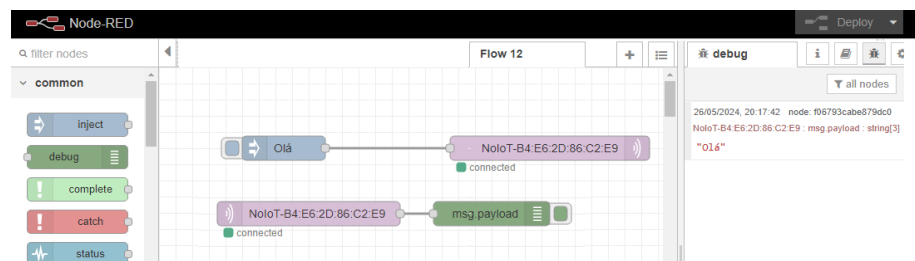 Node-RED
Deploy
filter nodes
Flow 12
debug
i
common
all nodes
inject
debug
complete
catch
status
Olá
NoIoT-B4:E6:2D:86:C2:E9
connected
NoIoT-B4:E6:2D:86:C2:E9
connected
msg.payload
26/05/2024, 20:17:42 node: f06793cabe879dc0
NoIoT-B4:E6:2D:86:C2:E9 : msg.payload : string[3]
"Olá"